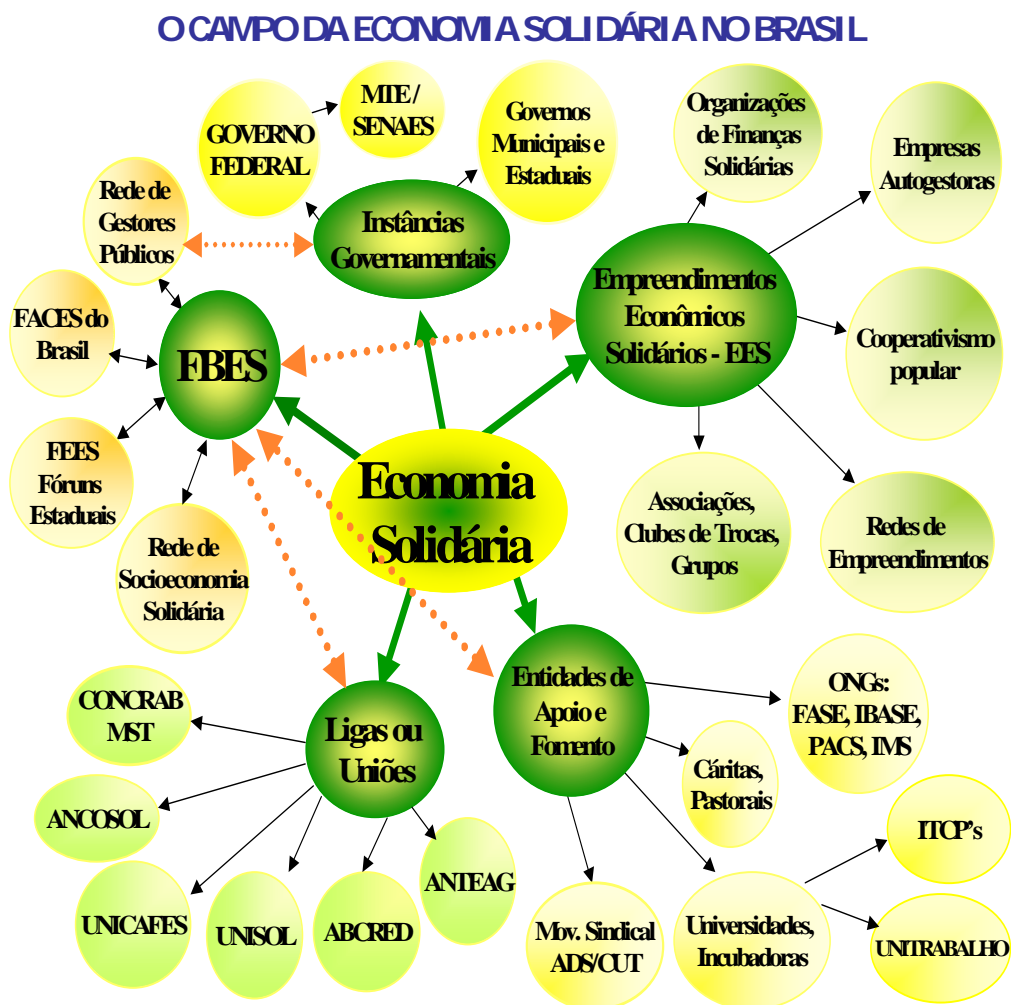 O CAMPO DA ECONOMIA SOLIDÁRIA NO BRASIL
GOVERNO
FEDERAL
MTE /
SENAES
Governos
Municipais e
Estaduais
Organizações
de Finanças
Solidárias
Empresas
Autogestoras
Rede de
Gestores
Públicos
Instâncias
Governamentais
Empreendimentos
Econômicos
Solidários - EES
FACES do
Brasil
FBES
Cooperativismo
popular
FEES
Fóruns
Estaduais
Economia
Solidária
Associações,
Clubes de Trocas,
Grupos
Redes de
Empreendimentos
Rede de
Socioeconomia
Solidária
CONCRAB
MST
Ligas ou
Uniões
Entidades de
Apoio e
Fomento
ONGs:
FASE, IBASE,
PACS, IMS
Cáritas,
Pastorais
ANCOSOL
ITCP's
UNICAFES
UNISOL
ABCRED
ANTEAG
Mov. Sindical
ADS/CUT
Universidades,
Incubadoras
UNITRABALHO